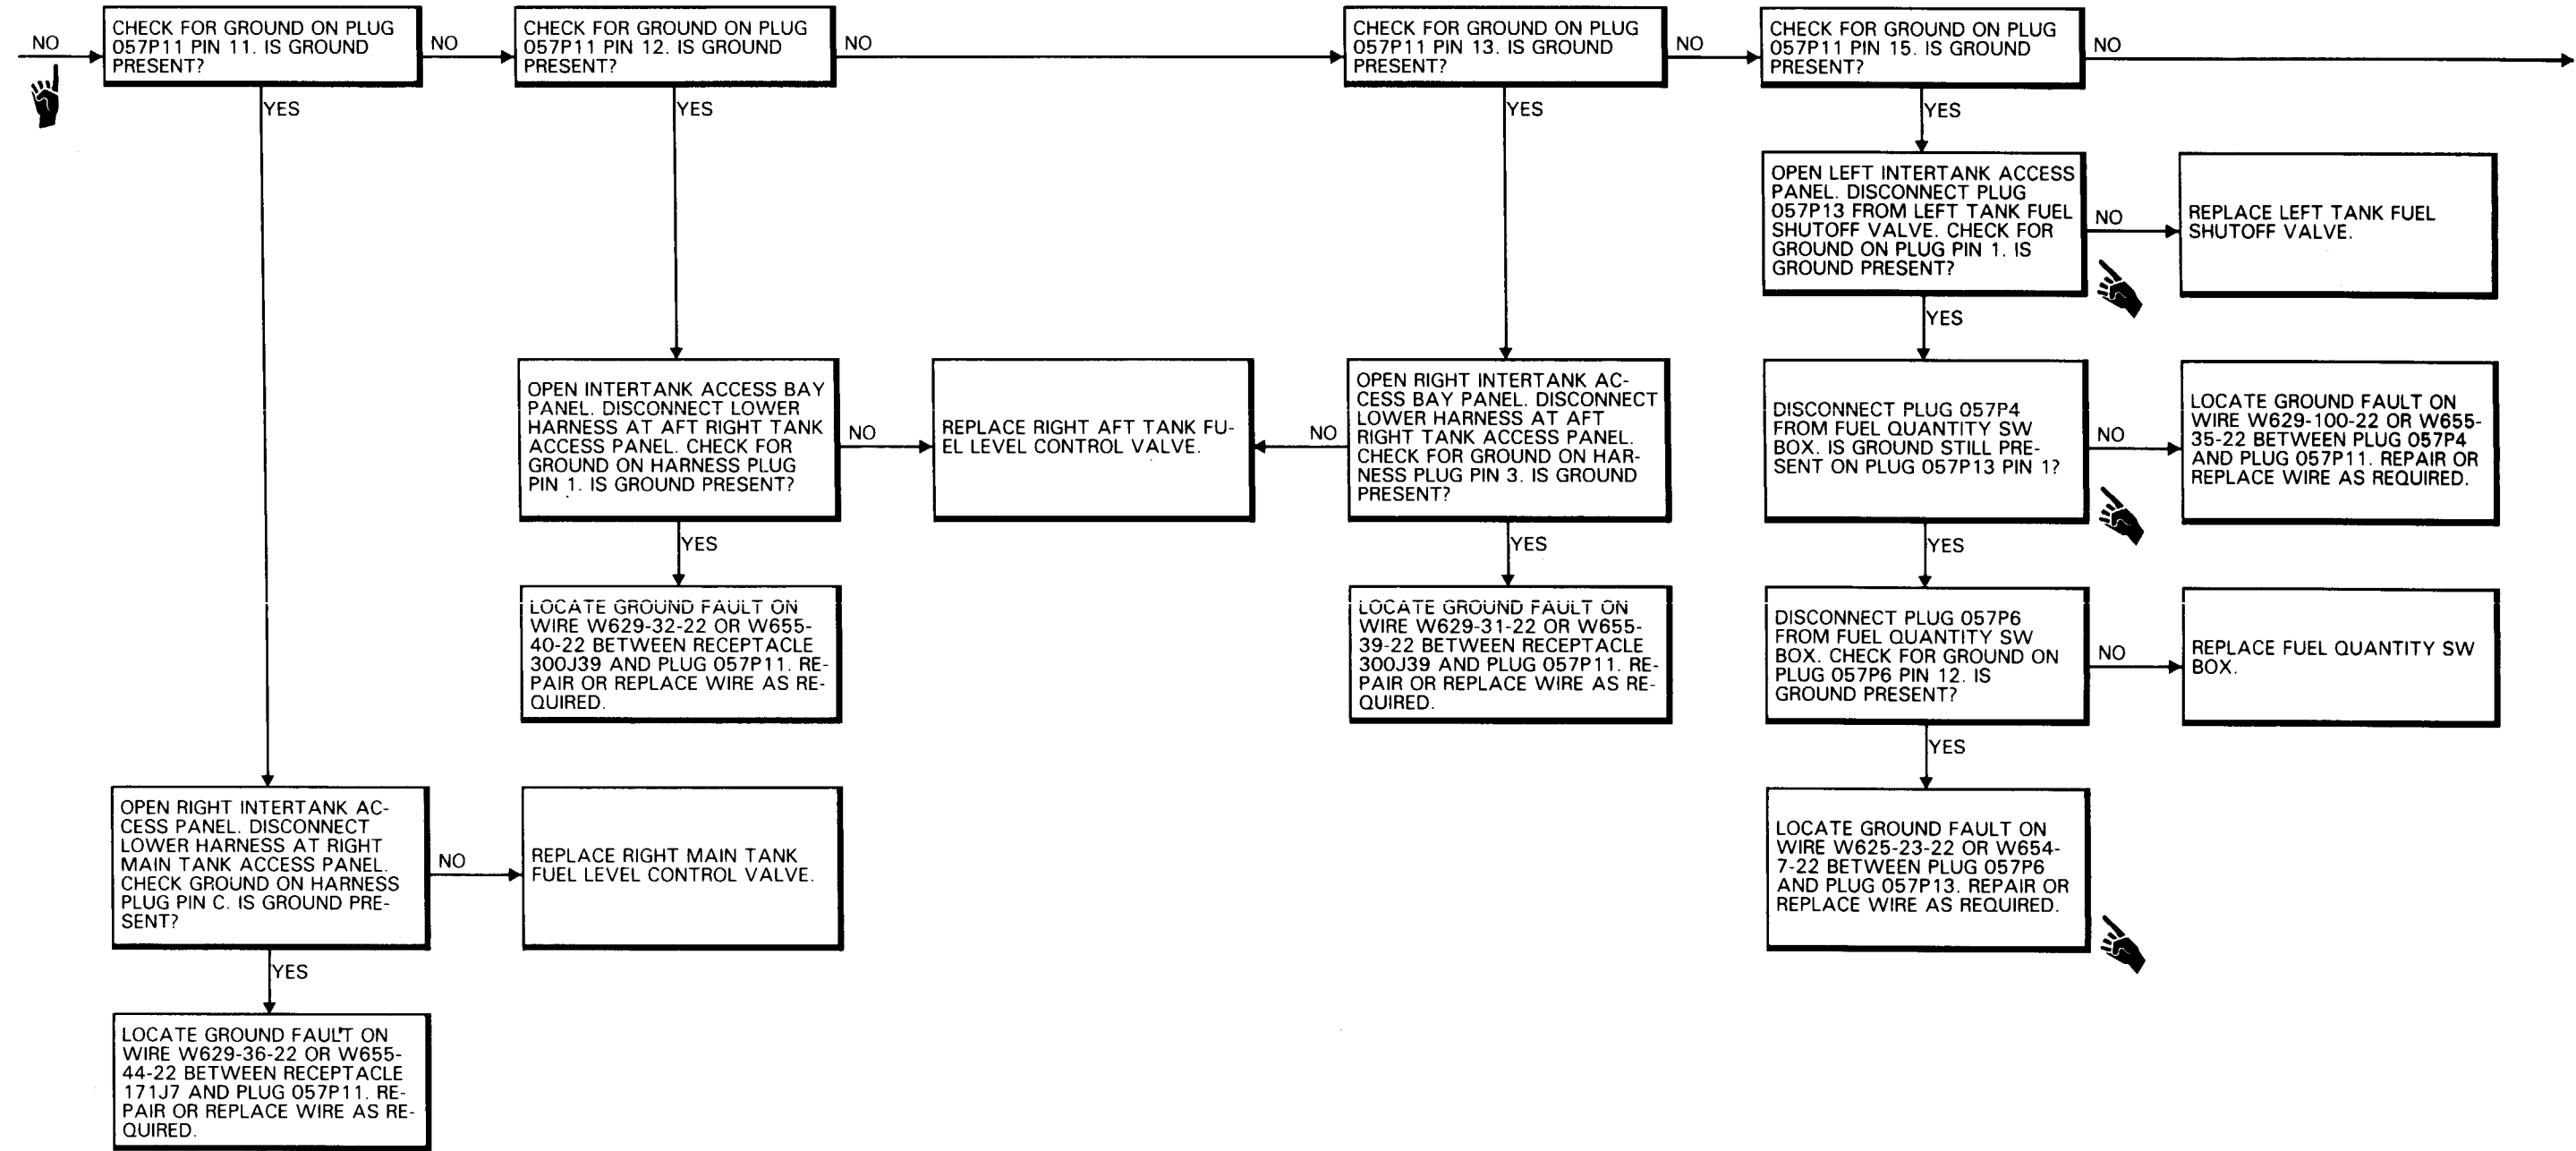 NO
CHECK FOR GROUND ON PLUG
057P11 PIN 11. IS GROUND
PRESENT?
NO
YES
CHECK FOR GROUND ON PLUG
057P11 PIN 12. IS GROUND
PRESENT?
NO
YES
CHECK FOR GROUND ON PLUG
057P11 PIN 13. IS GROUND
PRESENT?
NO
YES
CHECK FOR GROUND ON PLUG
057P11 PIN 15. IS GROUND
PRESENT?
NO
YES
OPEN LEFT INTERTANK ACCESS
PANEL. DISCONNECT PLUG
057P13 FROM LEFT TANK FUEL
SHUTOFF VALVE. CHECK FOR
GROUND ON PLUG PIN 1. IS
GROUND PRESENT?
NO
YES
REPLACE LEFT TANK FUEL
SHUTOFF VALVE.
OPEN INTERTANK ACCESS BAY
PANEL. DISCONNECT LOWER
HARNESS AT AFT RIGHT TANK
ACCESS PANEL. CHECK FOR
GROUND ON HARNESS PLUG
PIN 1. IS GROUND PRESENT?
NO
YES
REPLACE RIGHT AFT TANK FU-
EL LEVEL CONTROL VALVE.
NO
OPEN RIGHT INTERTANK AC-
CESS BAY PANEL. DISCONNECT
LOWER HARNESS AT AFT
RIGHT TANK ACCESS PANEL.
CHECK FOR GROUND ON HAR-
NESS PLUG PIN 3. IS GROUND
PRESENT?
YES
DISCONNECT PLUG 057P4
FROM FUEL QUANTITY SW
BOX. IS GROUND STILL PRE-
SENT ON PLUG 057P13 PIN 1?
NO
YES
LOCATE GROUND FAULT ON
WIRE W629-100-22 OR W655-
35-22 BETWEEN PLUG 057P4
AND PLUG 057P11. REPAIR OR
REPLACE WIRE AS REQUIRED.
LOCATE GROUND FAULT ON
WIRE W629-32-22 OR W655-
40-22 BETWEEN RECEPTACLE
300J39 AND PLUG 057P11. RE-
PAIR OR REPLACE WIRE AS RE-
QUIRED.
LOCATE GROUND FAULT ON
WIRE W629-31-22 OR W655-
39-22 BETWEEN RECEPTACLE
300J39 AND PLUG 057P11. RE-
PAIR OR REPLACE WIRE AS RE-
QUIRED.
DISCONNECT PLUG 057P6
FROM FUEL QUANTITY SW
BOX. CHECK FOR GROUND ON
PLUG 057P6 PIN 12. IS
GROUND PRESENT?
NO
YES
REPLACE FUEL QUANTITY SW
BOX.
OPEN RIGHT INTERTANK AC-
CESS PANEL. DISCONNECT
LOWER HARNESS AT RIGHT
MAIN TANK ACCESS PANEL.
CHECK GROUND ON HARNESS
PLUG PIN C. IS GROUND PRE-
SENT?
NO
YES
REPLACE RIGHT MAIN TANK
FUEL LEVEL CONTROL VALVE.
LOCATE GROUND FAULT ON
WIRE W625-23-22 OR W654-
7-22 BETWEEN PLUG 057P6
AND PLUG 057P13. REPAIR OR
REPLACE WIRE AS REQUIRED.
LOCATE GROUND FAULT ON
WIRE W629-36-22 OR W655-
44-22 BETWEEN RECEPTACLE
171J7 AND PLUG 057P11. RE-
PAIR OR REPLACE WIRE AS RE-
QUIRED.